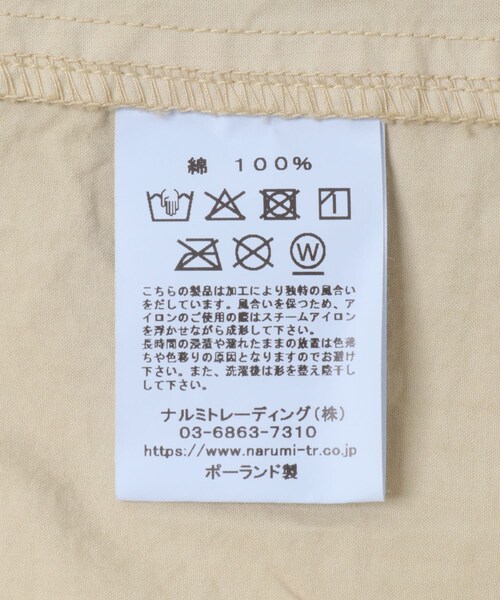 綿 100%
W
こちらの製品は加工により独特の風合い
をだしています。風合いを保つため、ア
イロンのご使用の際はスチームアイロン
を浮かせながら成形して下さい。
長時間の浸漬や濡れたままの放置は色落
ちや色移りの原因となりますのでお避け
下さい。また、洗濯後は形を整え陰干し
して下さい。
ナルミトレーディング(株)
03-6863-7310
https://www.narumi-tr.co.jp
ポーランド製